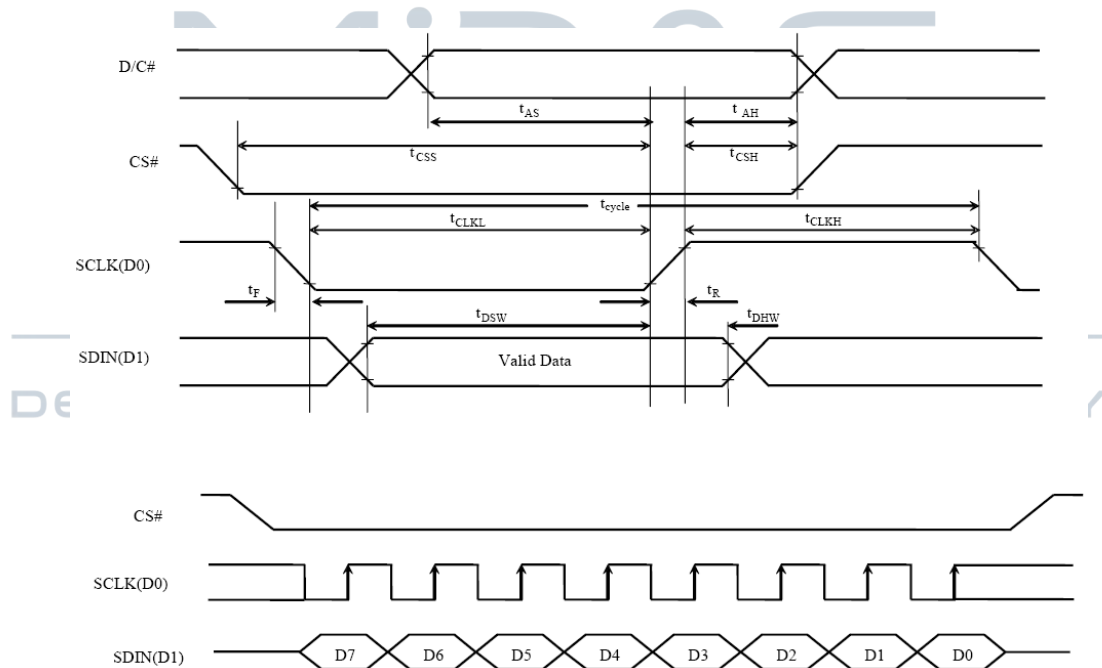 D/C#
tAS
tAH
CS#
tCSS
tCSH
tcycle
tCLKL
tCLKH
SCLK(D0)
tF
tR
tDSW
tDHW
SDIN(D1)
Valid Data
CS#
SCLK(D0)
SDIN(D1)
D7 D6 D5 D4 D3 D2 D1 D0